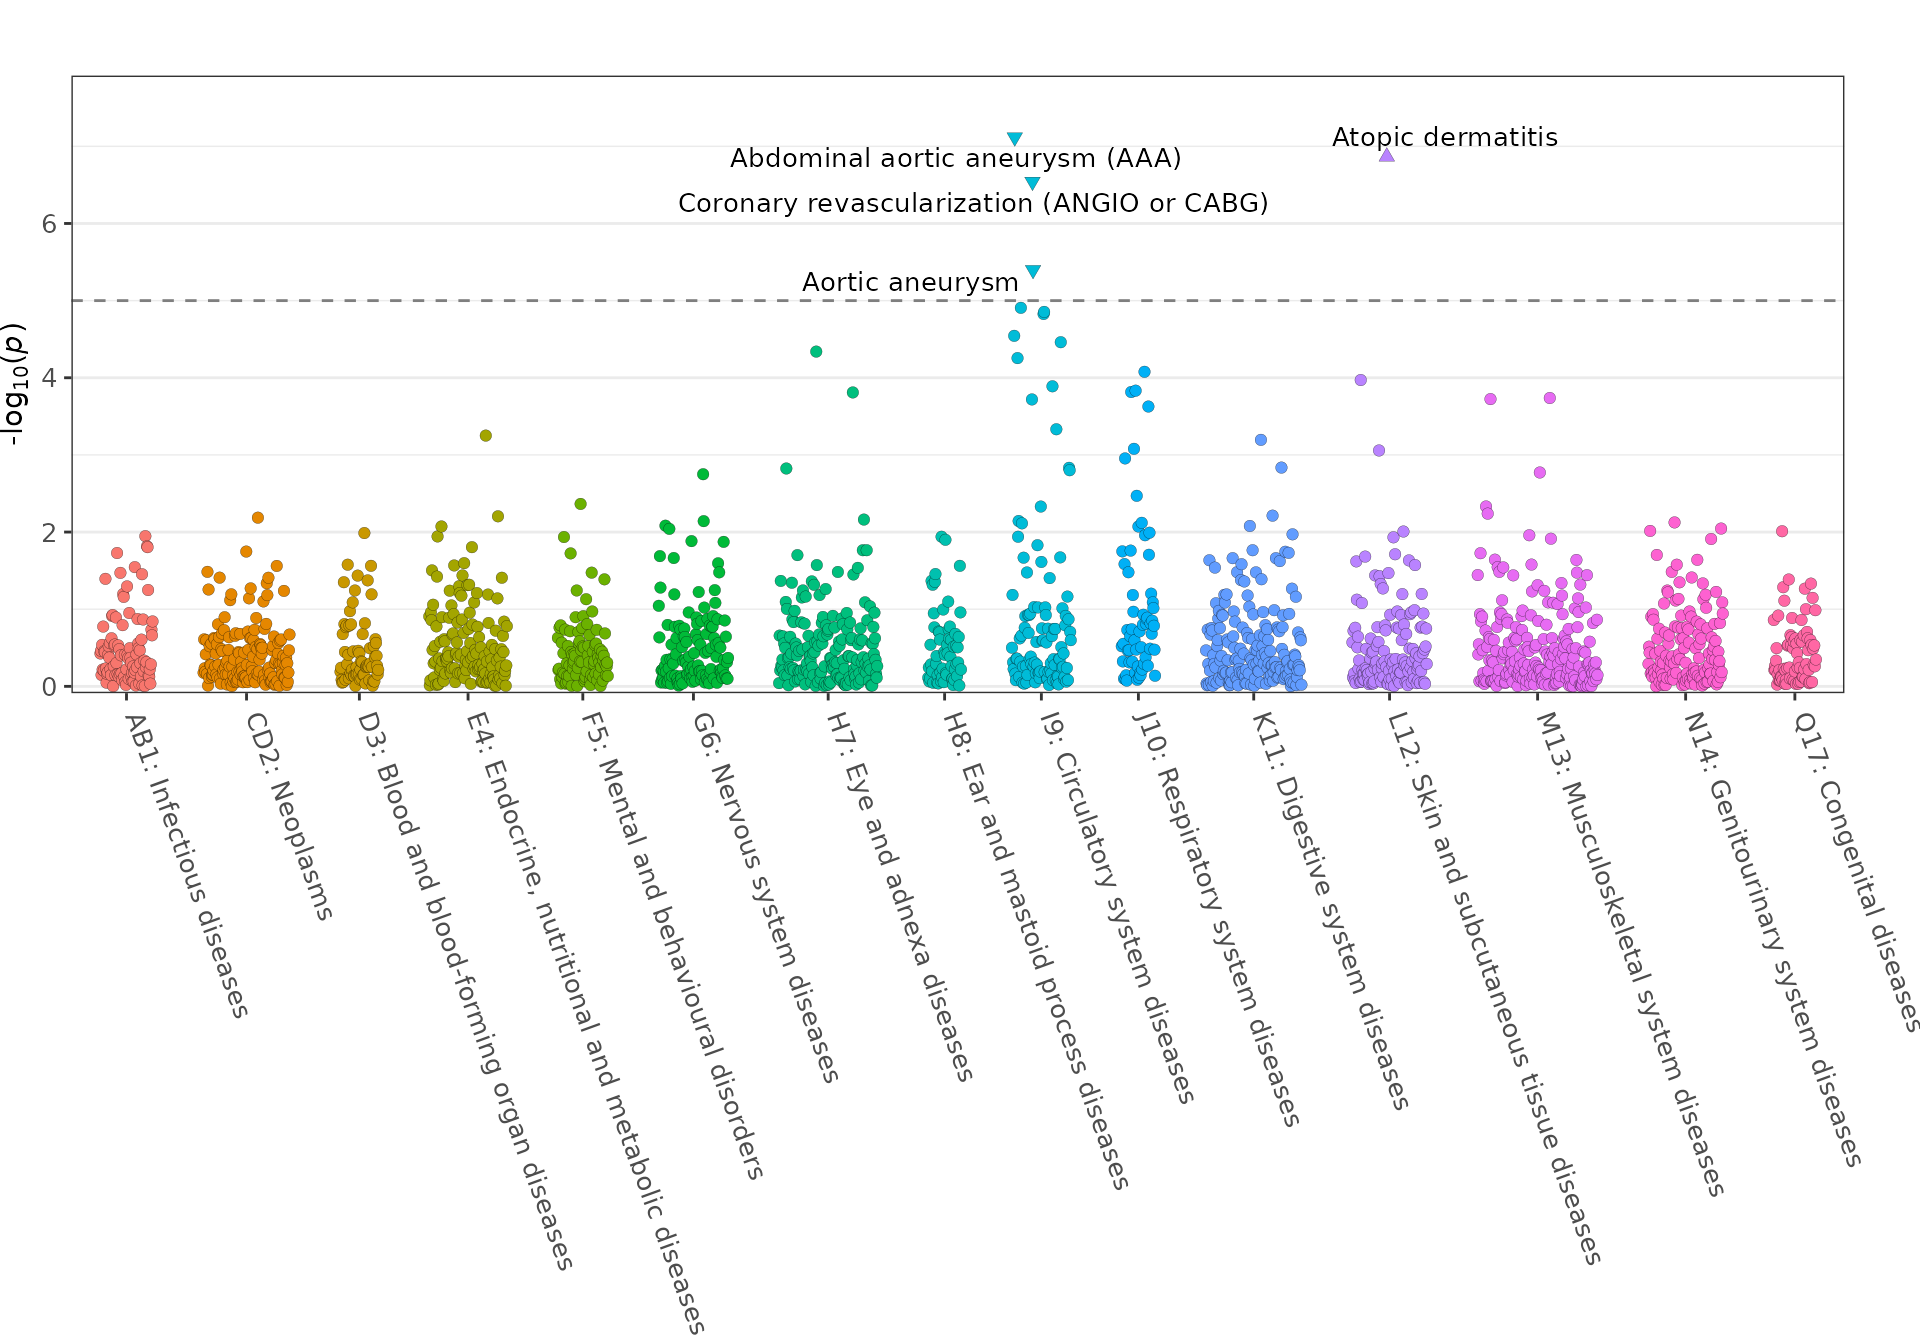 Atopic dermatitis
Abdominal aortic aneurysm (AAA)
Coronary revascularization (ANGIO or CABG)
Aortic aneurysm
-log10(p)
6
4
2
0
AB1: Infectious diseases
CD2: Neoplasms
D3: Blood and blood-forming organ diseases
E4: Endocrine, nutritional and metabolic diseases
F5: Mental and behavioural disorders
G6: Nervous system diseases
H7: Eye and adnexa diseases
H8: Ear and mastoid process diseases
I9: Circulatory system diseases
J10: Respiratory system diseases
K11: Digestive system diseases
L12: Skin and subcutaneous tissue diseases
M13: Musculoskeletal system diseases
N14: Genitourinary system diseases
Q17: Congenital diseases